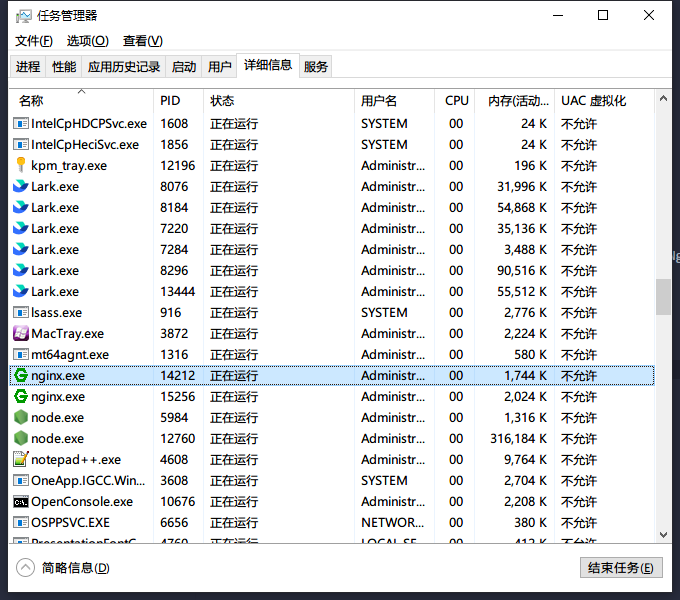 任务管理器
文件(F) 选项(O) 查看(V)
进程 性能 应用历史记录 启动 用户 详细信息 服务
名称 PID 状态 用户名 CPU 内存(活动... UAC 虚拟化
IntelCpHDCPSvc.exe 1608 正在运行 SYSTEM 00 24 K 不允许
IntelCpHeciSvc.exe 1856 正在运行 SYSTEM 00 24 K 不允许
kpm_tray.exe 12196 正在运行 Administr... 00 196 K 不允许
Lark.exe 8076 正在运行 Administr... 00 31,996 K 不允许
Lark.exe 8184 正在运行 Administr... 00 54,868 K 不允许
Lark.exe 7220 正在运行 Administr... 00 35,136 K 不允许
Lark.exe 7284 正在运行 Administr... 00 3,488 K 不允许
Lark.exe 8296 正在运行 Administr... 00 90,516 K 不允许
Lark.exe 13444 正在运行 Administr... 00 55,512 K 不允许
lsass.exe 916 正在运行 SYSTEM 00 2,776 K 不允许
MacTray.exe 3872 正在运行 Administr... 00 2,224 K 不允许
mt64agnt.exe 1316 正在运行 Administr... 00 580 K 不允许
nginx.exe 14212 正在运行 Administr... 00 1,744 K 不允许
nginx.exe 15256 正在运行 Administr... 00 2,024 K 不允许
node.exe 5984 正在运行 Administr... 00 1,316 K 不允许
node.exe 12760 正在运行 Administr... 00 316,184 K 不允许
notepad++.exe 4608 正在运行 Administr... 00 9,764 K 不允许
OneApp.IGCC.Win... 3608 正在运行 SYSTEM 00 2,704 K 不允许
OpenConsole.exe 10676 正在运行 Administr... 00 2,208 K 不允许
OSPPSVC.EXE 6656 正在运行 NETWOR... 00 380 K 不允许
简略信息(D) 结束任务(E)